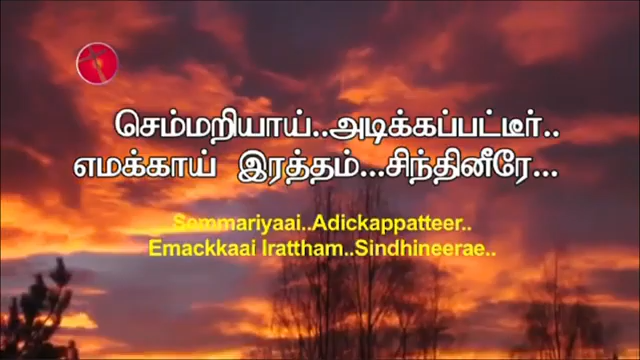 செம்மறியாய்..அடிக்கப்பட்டீர்..
எமக்காய் இரத்தம்...சிந்தினீரே...
Semmariyaai..Adickappatteer..
Emackkaai Irattham..Sindhineerae..